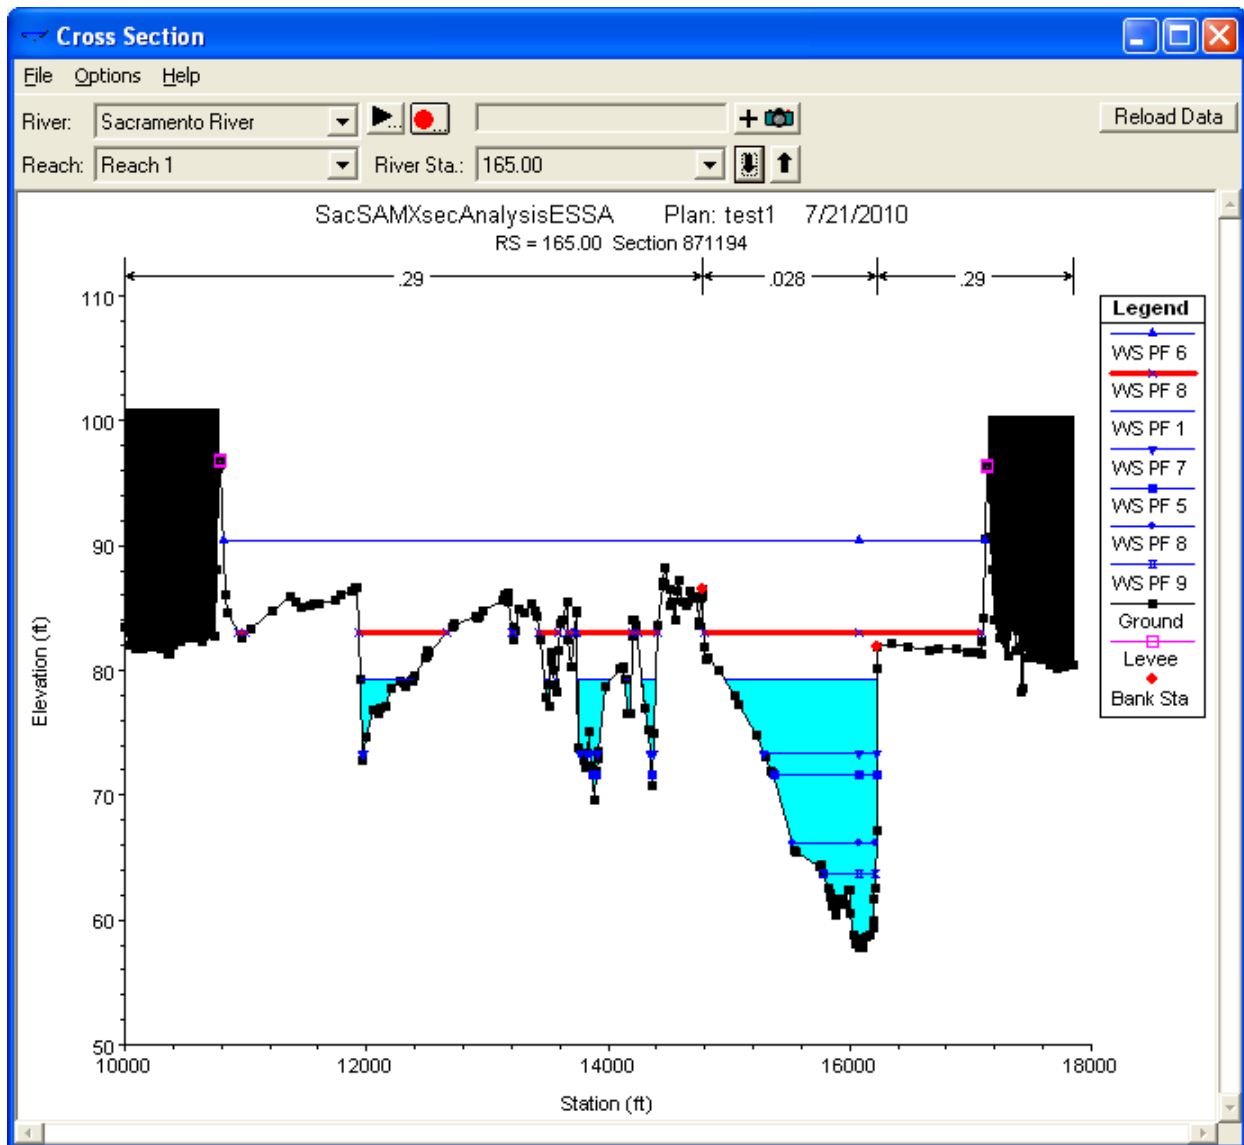 Cross Section
File Options Help
River: Sacramento River ... ... Reload Data
Reach: Reach 1 River Sta.: 165.00
SacSAMXsecAnalysisESSA Plan: test1 7/21/2010
RS = 165.00 Section 871194
.29 .028 .29
110
100
90
80
70
60
50
Elevation (ft)
10000 12000 14000 16000 18000
Station (ft)
Legend
WS PF 6
WS PF 8
WS PF 1
WS PF 7
WS PF 5
WS PF 8
WS PF 9
Ground
Levee
Bank Sta